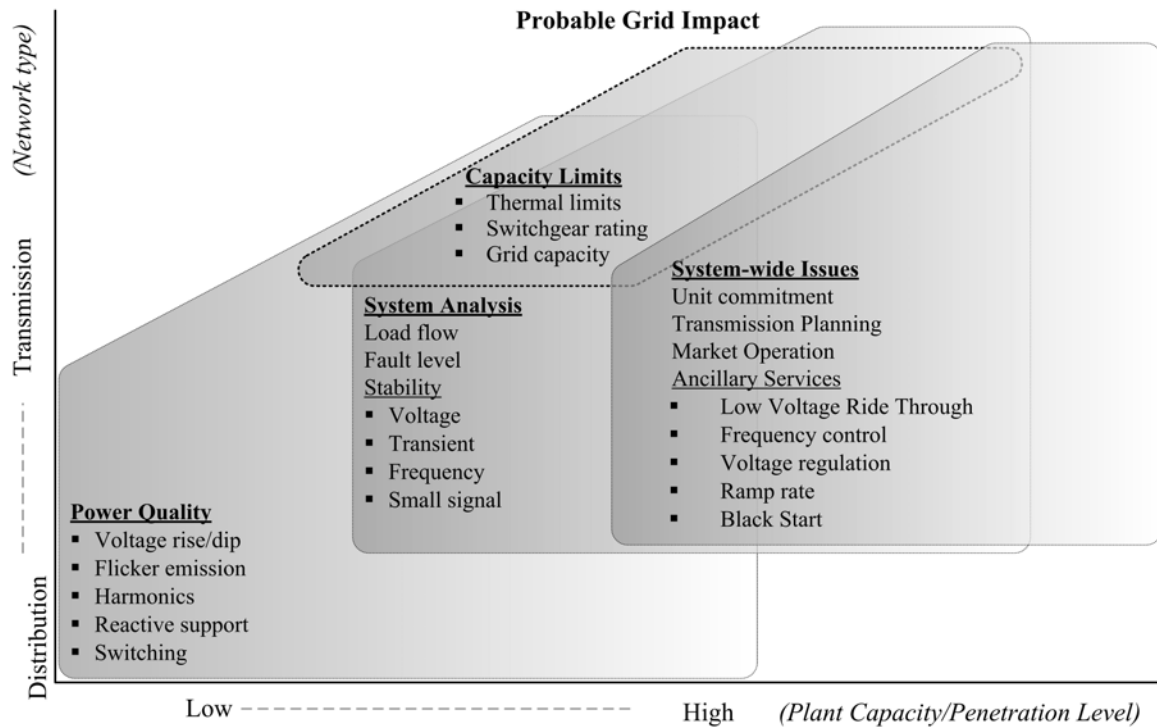 Probable Grid Impact
(Network type)
Transmission
Distribution
Capacity Limits
▪ Thermal limits
▪ Switchgear rating
▪ Grid capacity
System Analysis
Load flow
Fault level
Stability
▪ Voltage
▪ Transient
▪ Frequency
▪ Small signal
System-wide Issues
Unit commitment
Transmission Planning
Market Operation
Ancillary Services
▪ Low Voltage Ride Through
▪ Frequency control
▪ Voltage regulation
▪ Ramp rate
▪ Black Start
Power Quality
▪ Voltage rise/dip
▪ Flicker emission
▪ Harmonics
▪ Reactive support
▪ Switching
Low
High
(Plant Capacity/Penetration Level)